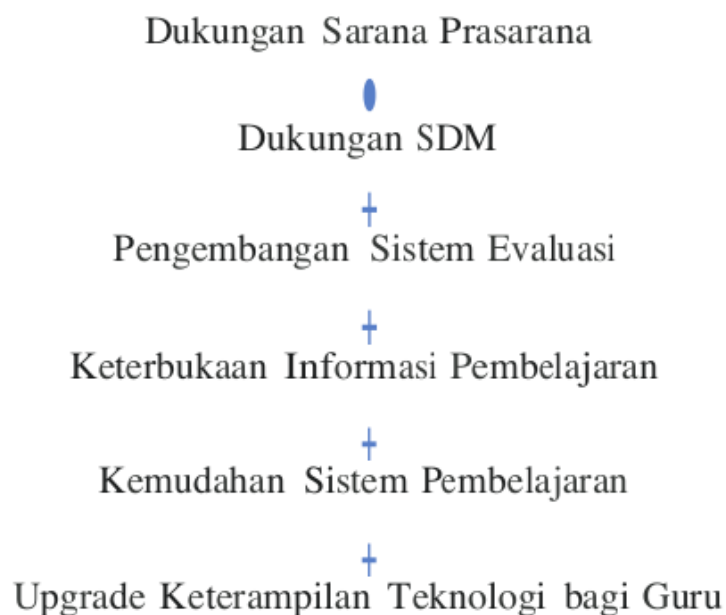 Dukungan Sarana Prasarana
Dukungan SDM
Pengembangan Sistem Evaluasi
Keterbukaan Informasi Pembelajaran
Kemudahan Sistem Pembelajaran
Upgrade Keterampilan Teknologi bagi Guru